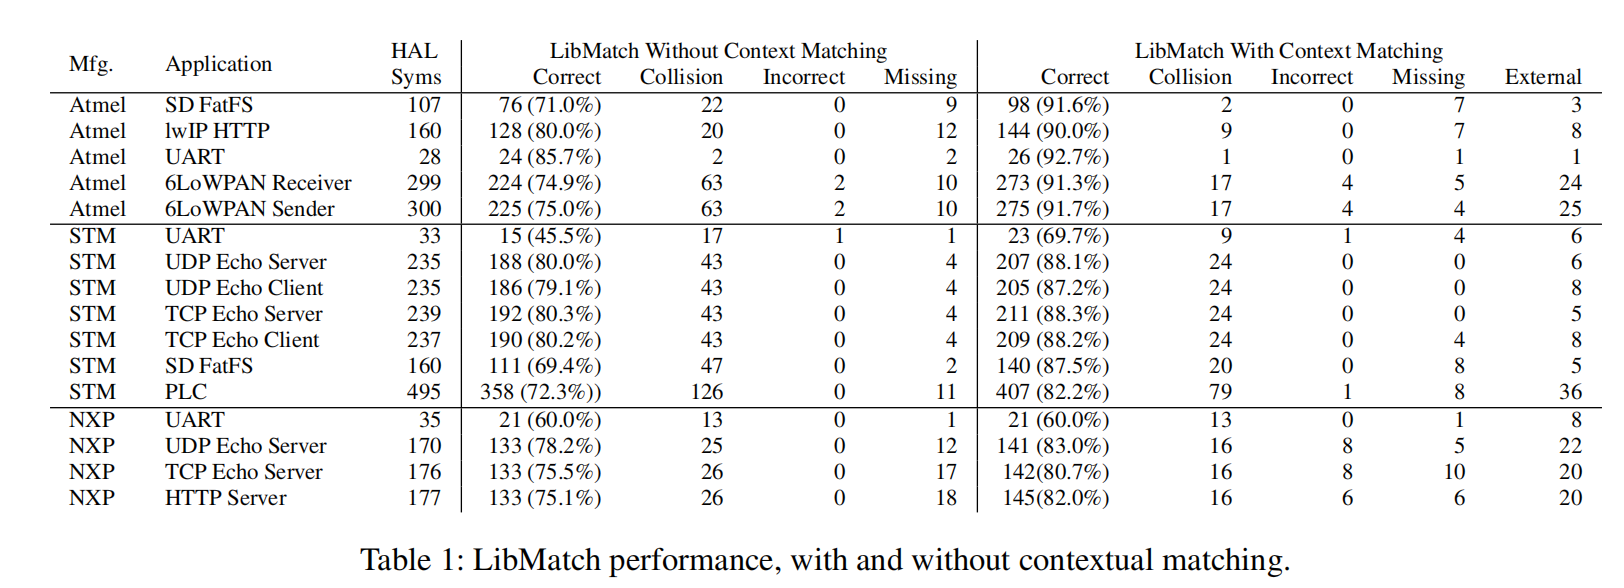 Mfg. Application HAL Syms LibMatch Without Context Matching LibMatch With Context Matching
Correct Collision Incorrect Missing Correct Collision Incorrect Missing External
Atmel SD FatFS 107 76 (71.0%) 22 0 9 98 (91.6%) 2 0 7 3
Atmel lwIP HTTP 160 128 (80.0%) 20 0 12 144 (90.0%) 9 0 7 8
Atmel UART 28 24 (85.7%) 2 0 2 26 (92.7%) 1 0 1 1
Atmel 6LoWPAN Receiver 299 224 (74.9%) 63 2 10 273 (91.3%) 17 4 5 24
Atmel 6LoWPAN Sender 300 225 (75.0%) 63 2 10 275 (91.7%) 17 4 4 25
STM UART 33 15 (45.5%) 17 1 1 23 (69.7%) 9 1 4 6
STM UDP Echo Server 235 188 (80.0%) 43 0 4 207 (88.1%) 24 0 0 6
STM UDP Echo Client 235 186 (79.1%) 43 0 4 205 (87.2%) 24 0 0 8
STM TCP Echo Server 239 192 (80.3%) 43 0 4 211 (88.3%) 24 0 0 5
STM TCP Echo Client 237 190 (80.2%) 43 0 4 209 (88.2%) 24 0 4 8
STM SD FatFS 160 111 (69.4%) 47 0 2 140 (87.5%) 20 0 8 5
STM PLC 495 358 (72.3%)) 126 0 11 407 (82.2%) 79 1 8 36
NXP UART 35 21 (60.0%) 13 0 1 21 (60.0%) 13 0 1 8
NXP UDP Echo Server 170 133 (78.2%) 25 0 12 141 (83.0%) 16 8 5 22
NXP TCP Echo Server 176 133 (75.5%) 26 0 17 142(80.7%) 16 8 10 20
NXP HTTP Server 177 133 (75.1%) 26 0 18 145(82.0%) 16 6 6 20
Table 1: LibMatch performance, with and without contextual matching.